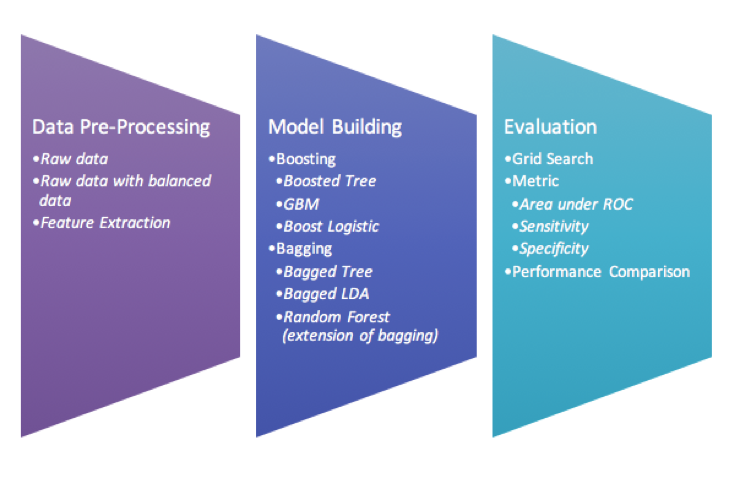 Data Pre-Processing
•Raw data
•Raw data with balanced
data
•Feature Extraction
Model Building
•Boosting
•Boosted Tree
•GBM
•Boost Logistic
•Bagging
•Bagged Tree
•Bagged LDA
•Random Forest
(extension of bagging)
Evaluation
•Grid Search
•Metric
•Area under ROC
•Sensitivity
•Specificity
•Performance Comparison